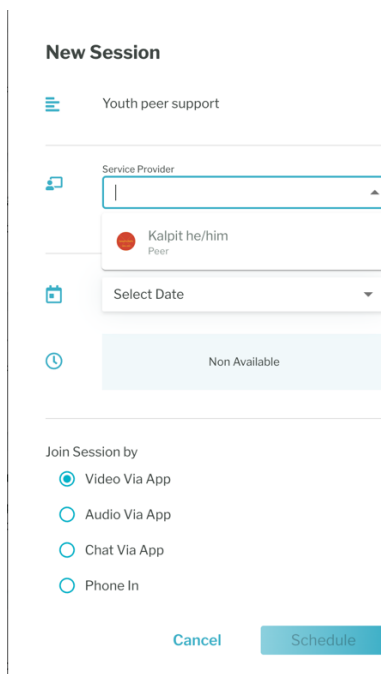 New Session
Youth peer support
Service Provider
Kalpit he/him
Peer
Select Date
Non Available
Join Session by
Video Via App
Audio Via App
Chat Via App
Phone In
Cancel
Schedule